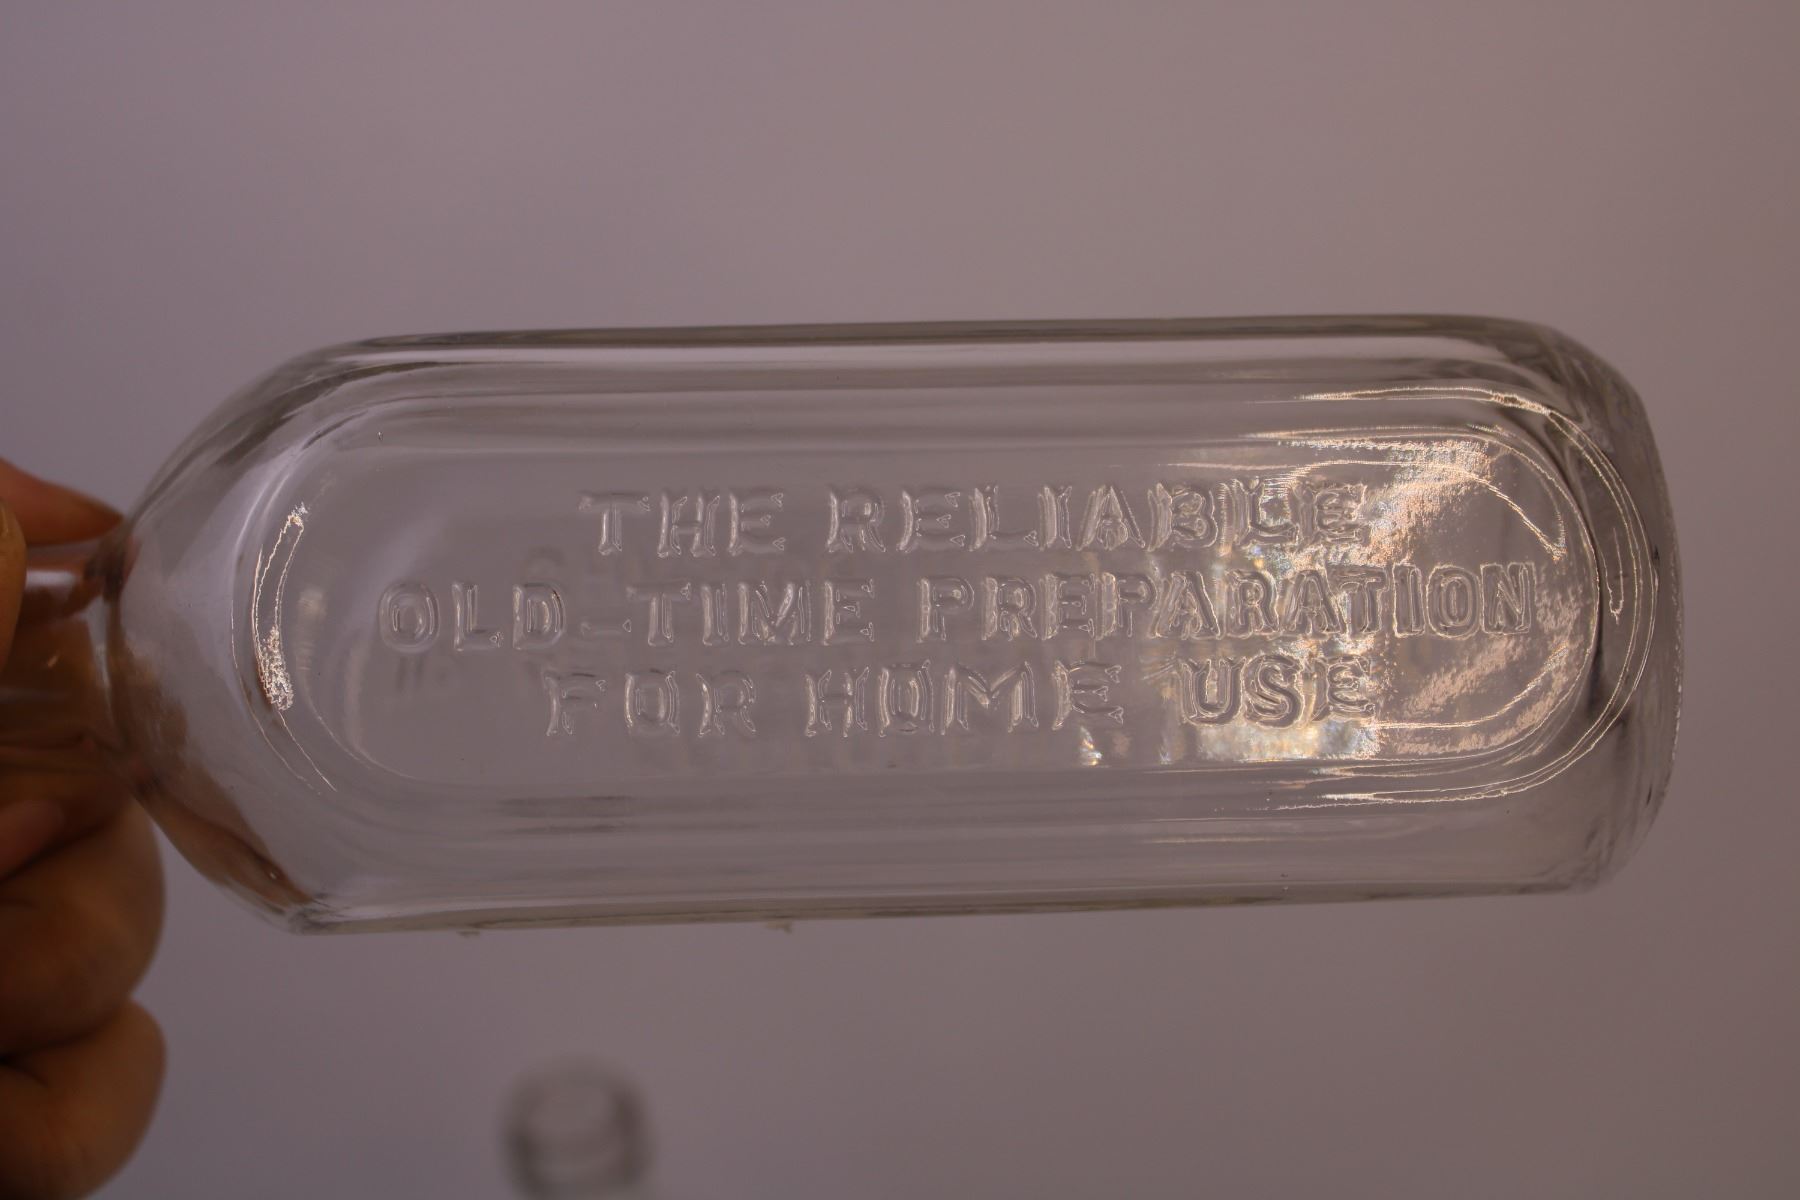 THE RELIABLE
OLD-TIME PREPARATION
FOR HOME USE